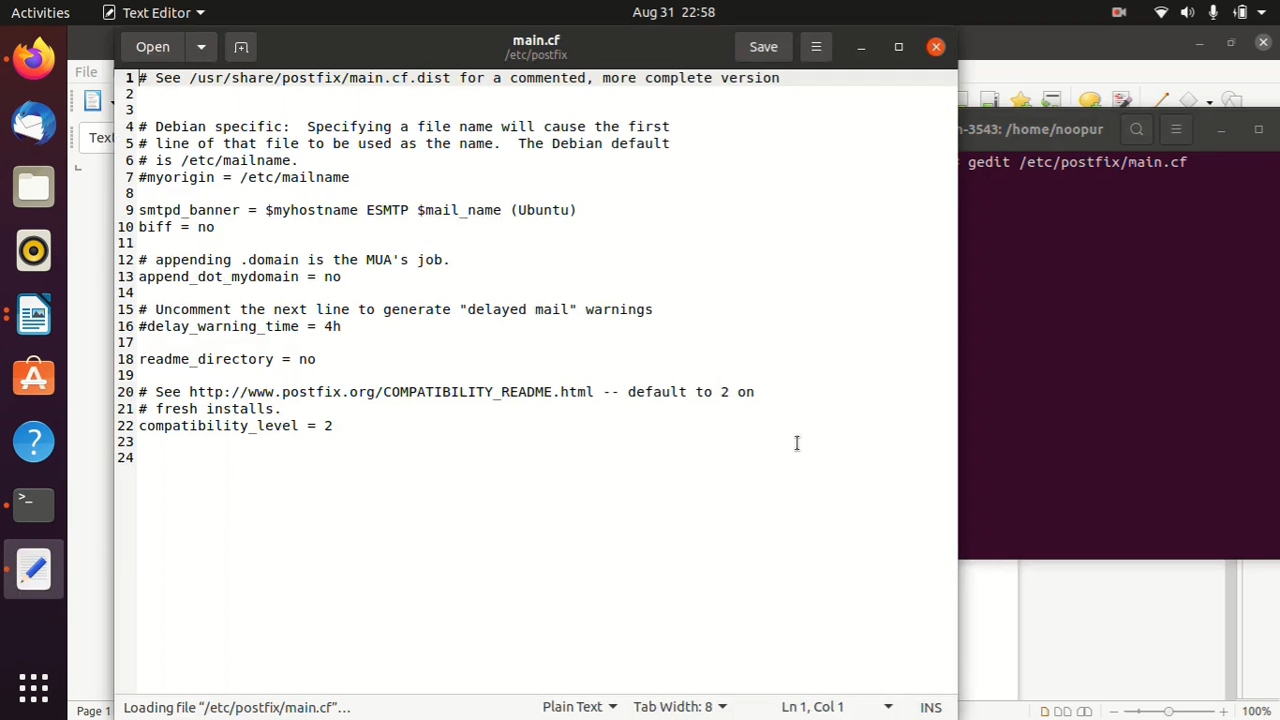 Activities
Text Editor
Aug 31 22:58
Open
main.cf
/etc/postfix
Save
File
Text
1 # See /usr/share/postfix/main.cf.dist for a commented, more complete version
2
3
4 # Debian specific:  Specifying a file name will cause the first
5 # line of that file to be used as the name.  The Debian default
6 # is /etc/mailname.
7 #myorigin = /etc/mailname
8
9 smtpd_banner = $myhostname ESMTP $mail_name (Ubuntu)
10 biff = no
11
12 # appending .domain is the MUA's job.
13 append_dot_mydomain = no
14
15 # Uncomment the next line to generate "delayed mail" warnings
16 #delay_warning_time = 4h
17
18 readme_directory = no
19
20 # See http://www.postfix.org/COMPATIBILITY_README.html -- default to 2 on
21 # fresh installs.
22 compatibility_level = 2
23
24
n-3543: /home/noopur
gedit /etc/postfix/main.cf
Loading file “/etc/postfix/main.cf”…
Plain Text
Tab Width: 8
Ln 1, Col 1
INS
Page 1
100%